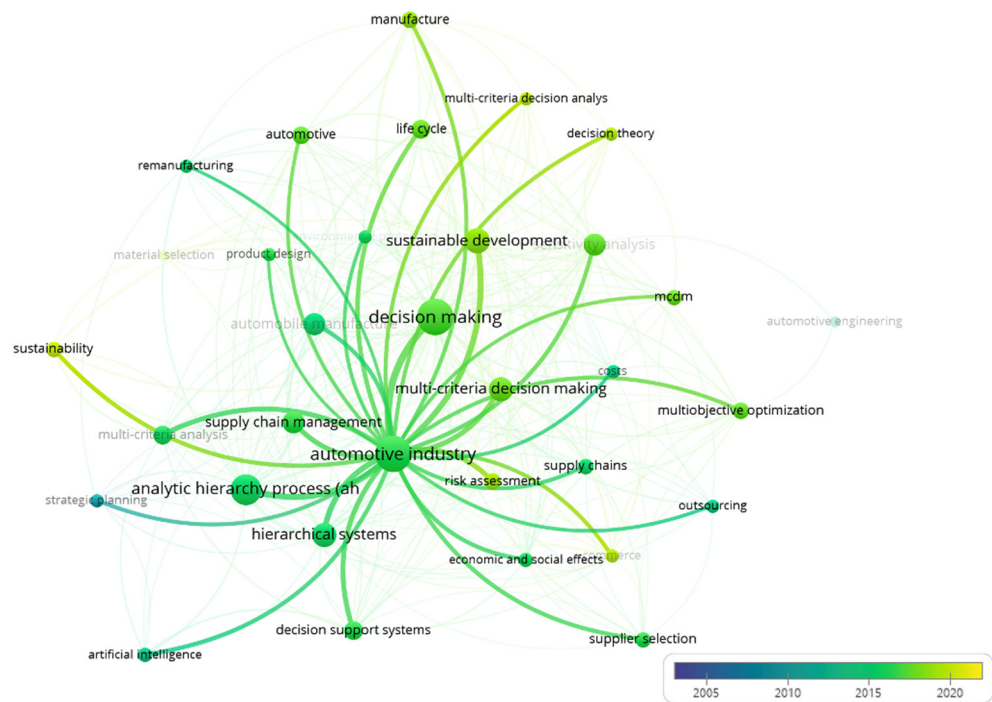 manufacture
multi-criteria decision analys
automotive
life cycle
decision theory
remanufacturing
sustainable development
sensitivity analysis
material selection
product design
mcdm
decision making
automobile manufacture
automotive engineering
sustainability
costs
multi-criteria decision making
multiobjective optimization
supply chain management
multi-criteria analysis
automotive industry
supply chains
risk assessment
analytic hierarchy process (ah
strategic planning
outsourcing
hierarchical systems
economic and social effects
commerce
decision support systems
supplier selection
artificial intelligence
2005 2010 2015 2020